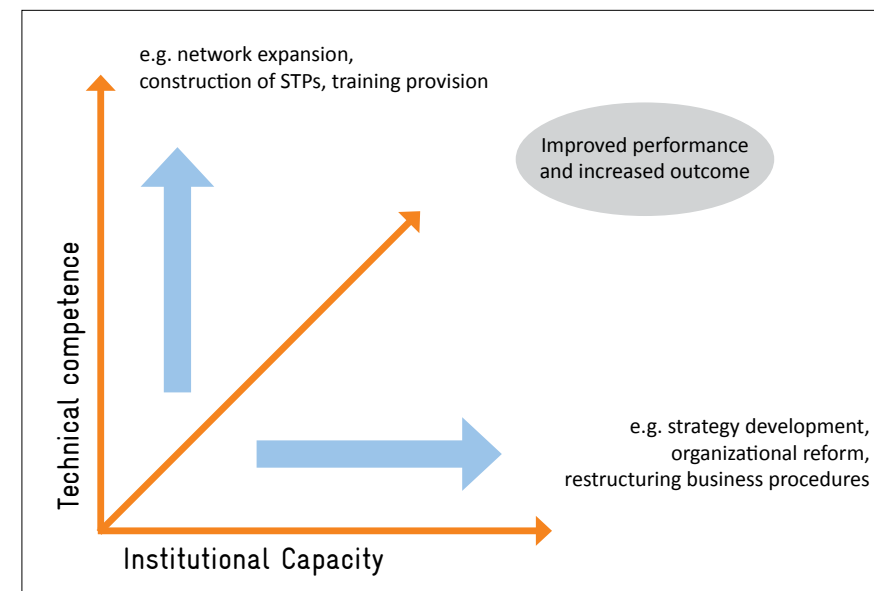 e.g. network expansion,
construction of STPs, training provision
Improved performance
and increased outcome
Technical competence
e.g. strategy development,
organizational reform,
restructuring business procedures
Institutional Capacity